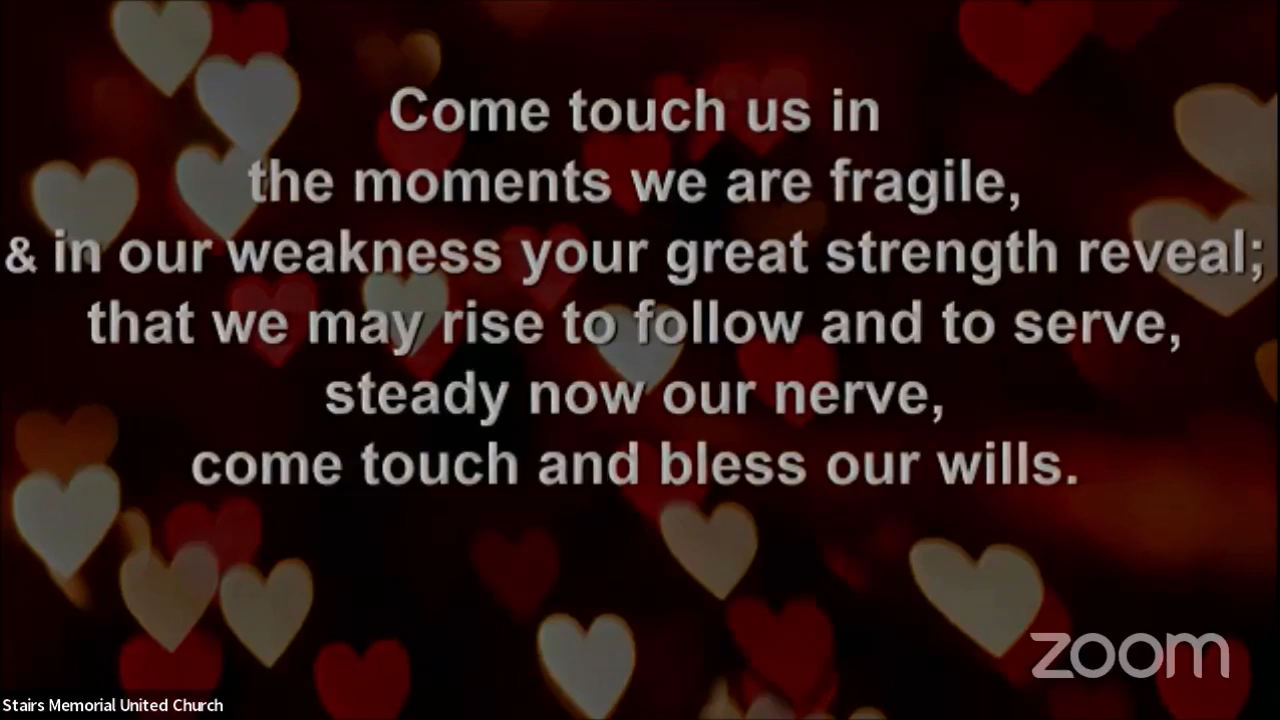 Come touch us in
the moments we are fragile,
& in our weakness your great strength reveal;
that we may rise to follow and to serve,
steady now our nerve,
come touch and bless our wills.
zoom
Stairs Memorial United Church